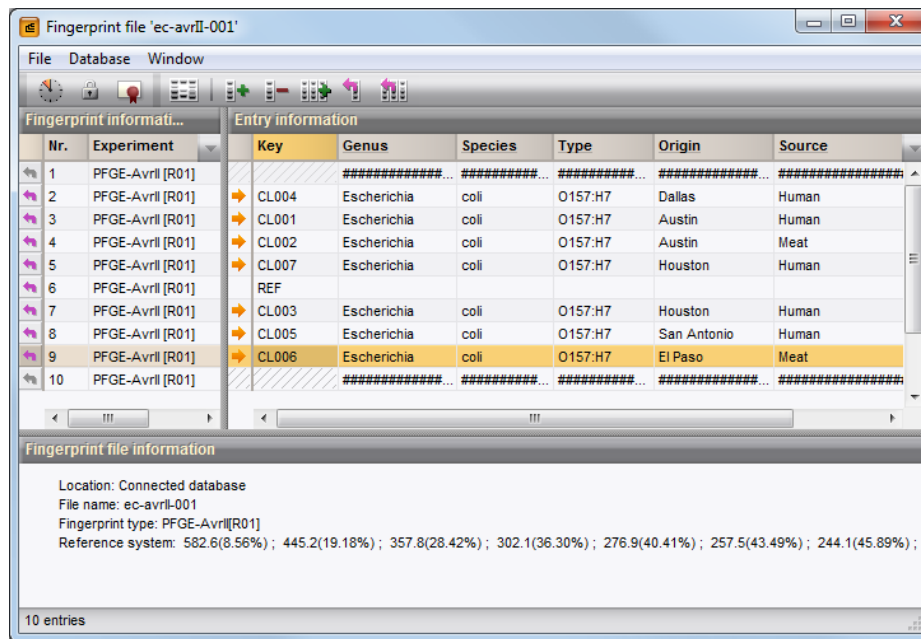 Fingerprint file 'ec-avrII-001'
File Database Window
Fingerprint informati... Entry information
Nr. Experiment Key Genus Species Type Origin Source
1 PFGE-AvrII [R01] #############... ##########... ##########... #############... ################
2 PFGE-AvrII [R01] CL004 Escherichia coli O157:H7 Dallas Human
3 PFGE-AvrII [R01] CL001 Escherichia coli O157:H7 Austin Human
4 PFGE-AvrII [R01] CL002 Escherichia coli O157:H7 Austin Meat
5 PFGE-AvrII [R01] CL007 Escherichia coli O157:H7 Houston Human
6 PFGE-AvrII [R01] REF
7 PFGE-AvrII [R01] CL003 Escherichia coli O157:H7 Houston Human
8 PFGE-AvrII [R01] CL005 Escherichia coli O157:H7 San Antonio Human
9 PFGE-AvrII [R01] CL006 Escherichia coli O157:H7 El Paso Meat
10 PFGE-AvrII [R01] #############... ##########... ##########... #############... ################
Fingerprint file information
Location: Connected database
File name: ec-avrII-001
Fingerprint type: PFGE-AvrII[R01]
Reference system: 582.6(8.56%) ; 445.2(19.18%) ; 357.8(28.42%) ; 302.1(36.30%) ; 276.9(40.41%) ; 257.5(43.49%) ; 244.1(45.89%) ;
10 entries